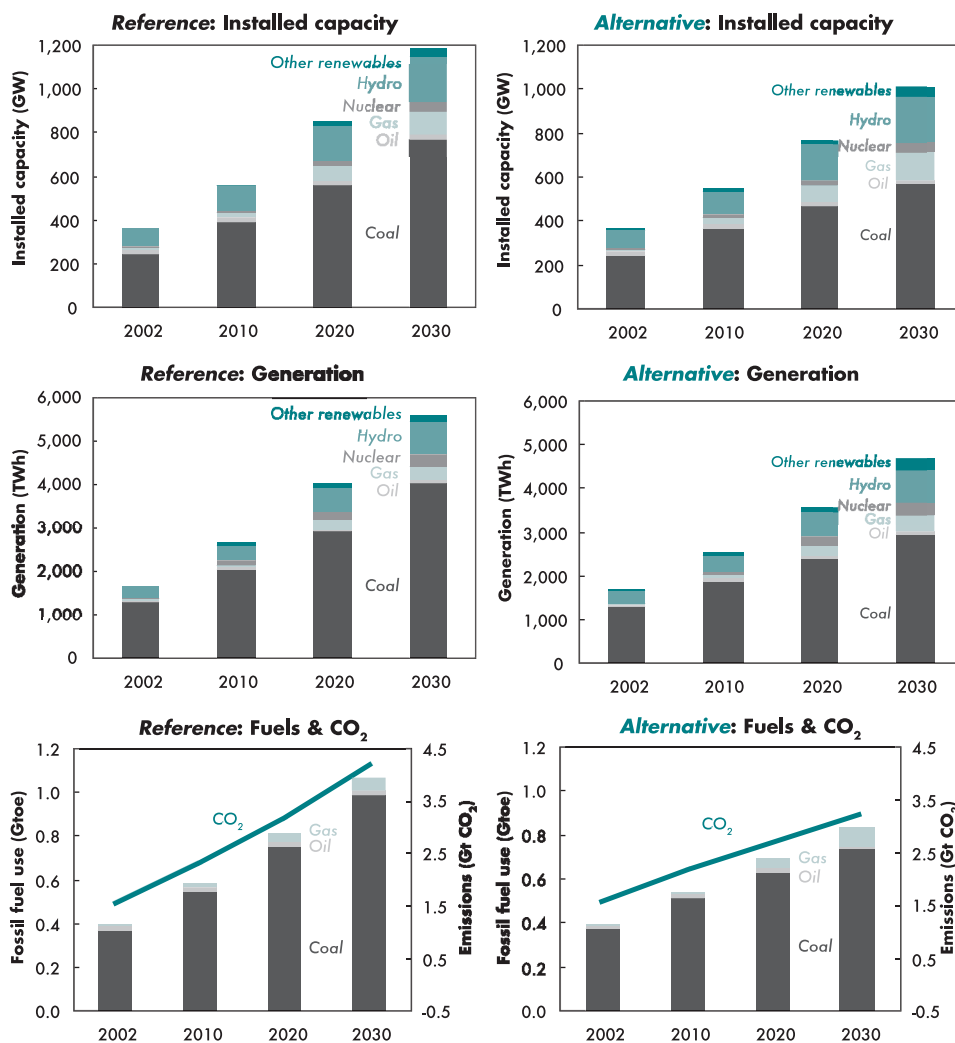 Reference: Installed capacity
Installed capacity (GW)
1,200
1,000
800
600
400
200
0
Other renewables
Hydro
Nuclear
Gas
Oil
Coal
2002 2010 2020 2030
Alternative: Installed capacity
Installed capacity (GW)
1,200
1,000
800
600
400
200
0
Other renewables
Hydro
Nuclear
Gas
Oil
Coal
2002 2010 2020 2030
Reference: Generation
Generation (TWh)
6,000
5,000
4,000
3,000
2,000
1,000
0
Other renewables
Hydro
Nuclear
Gas
Oil
Coal
2002 2010 2020 2030
Alternative: Generation
Generation (TWh)
6,000
5,000
4,000
3,000
2,000
1,000
0
Other renewables
Hydro
Nuclear
Gas
Oil
Coal
2002 2010 2020 2030
Reference: Fuels & CO₂
Fossil fuel use (Gtoe)
1.2
1.0
0.8
0.6
0.4
0.2
0.0
CO₂
Gas
Oil
Coal
4.5
3.5
2.5
1.5
0.5
-0.5
Emissions (Gt CO₂)
2002 2010 2020 2030
Alternative: Fuels & CO₂
Fossil fuel use (Gtoe)
1.2
1.0
0.8
0.6
0.4
0.2
0.0
CO₂
Gas
Oil
Coal
4.5
3.5
2.5
1.5
0.5
-0.5
Emissions (Gt CO₂)
2002 2010 2020 2030